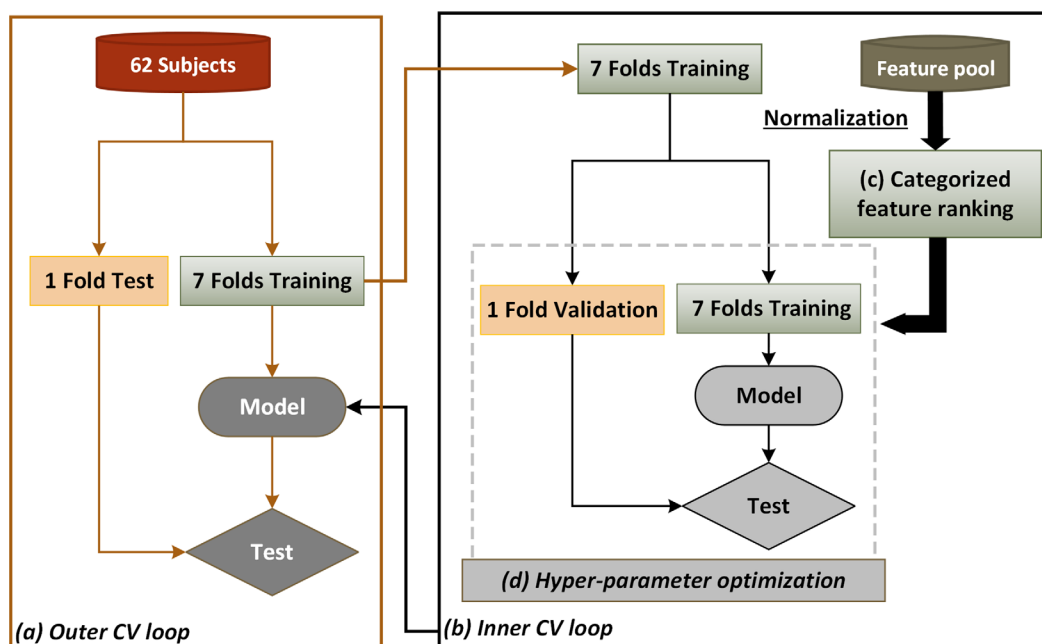 62 Subjects
1 Fold Test
7 Folds Training
Model
Test
(a) Outer CV loop
7 Folds Training
Feature pool
Normalization
(c) Categorized
feature ranking
1 Fold Validation
7 Folds Training
Model
Test
(d) Hyper-parameter optimization
(b) Inner CV loop